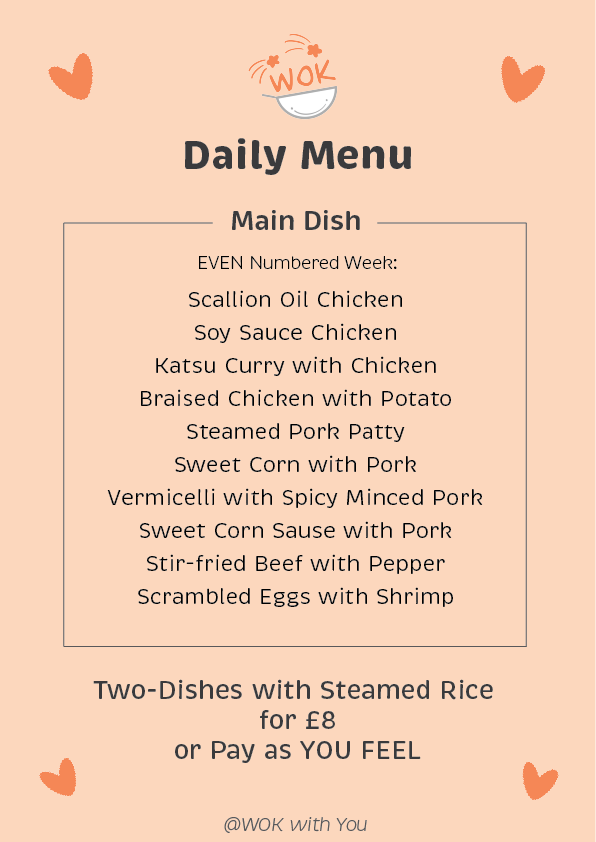 WOK
Daily Menu
Main Dish
EVEN Numbered Week:
Scallion Oil Chicken
Soy Sauce Chicken
Katsu Curry with Chicken
Braised Chicken with Potato
Steamed Pork Patty
Sweet Corn with Pork
Vermicelli with Spicy Minced Pork
Sweet Corn Sause with Pork
Stir-fried Beef with Pepper
Scrambled Eggs with Shrimp
Two-Dishes with Steamed Rice
for £8
or Pay as YOU FEEL
@WOK with You